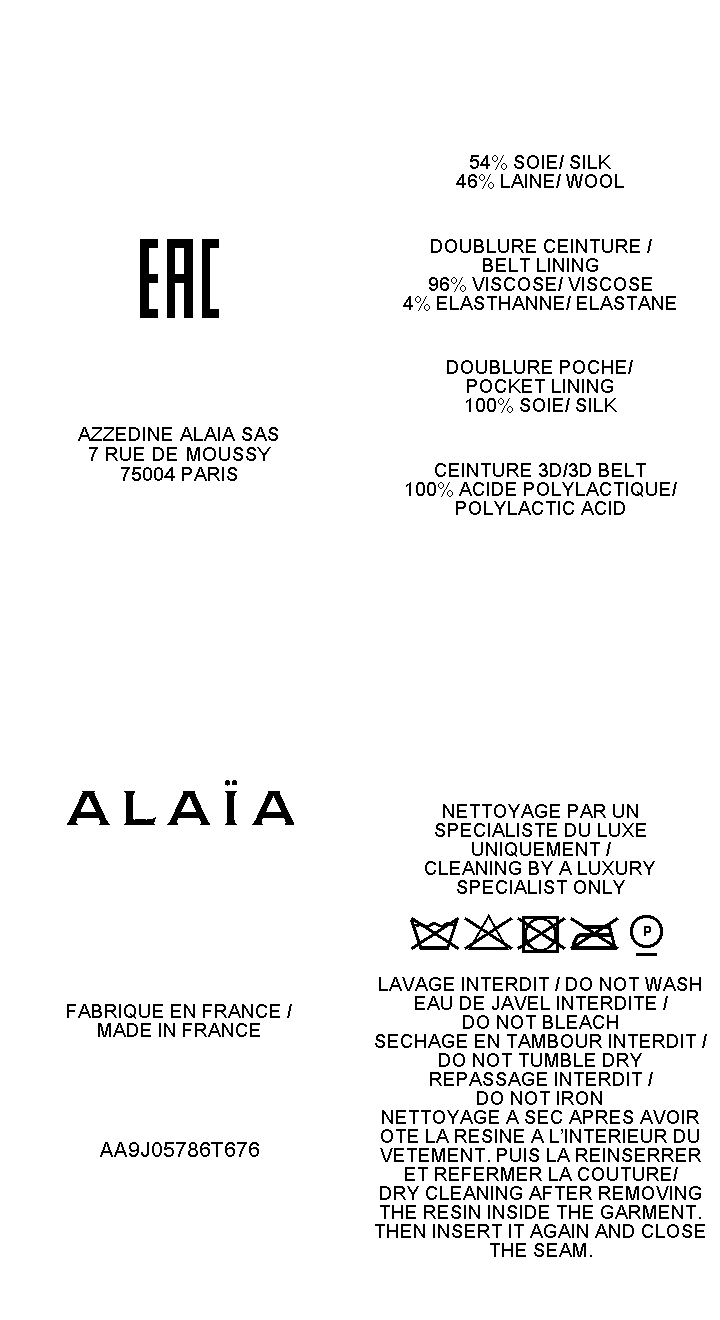 EAC
AZZEDINE ALAIA SAS
7 RUE DE MOUSSY
75004 PARIS
54% SOIE/ SILK
46% LAINE/ WOOL
DOUBLURE CEINTURE /
BELT LINING
96% VISCOSE/ VISCOSE
4% ELASTHANNE/ ELASTANE
DOUBLURE POCHE/
POCKET LINING
100% SOIE/ SILK
CEINTURE 3D/3D BELT
100% ACIDE POLYLACTIQUE/
POLYLACTIC ACID
ALAÏA
FABRIQUE EN FRANCE /
MADE IN FRANCE
AA9J05786T676
NETTOYAGE PAR UN
SPECIALISTE DU LUXE
UNIQUEMENT /
CLEANING BY A LUXURY
SPECIALIST ONLY
P
LAVAGE INTERDIT / DO NOT WASH
EAU DE JAVEL INTERDITE /
DO NOT BLEACH
SECHAGE EN TAMBOUR INTERDIT /
DO NOT TUMBLE DRY
REPASSAGE INTERDIT /
DO NOT IRON
NETTOYAGE A SEC APRES AVOIR
OTE LA RESINE A L'INTERIEUR DU
VETEMENT. PUIS LA REINSERRER
ET REFERMER LA COUTURE/
DRY CLEANING AFTER REMOVING
THE RESIN INSIDE THE GARMENT.
THEN INSERT IT AGAIN AND CLOSE
THE SEAM.